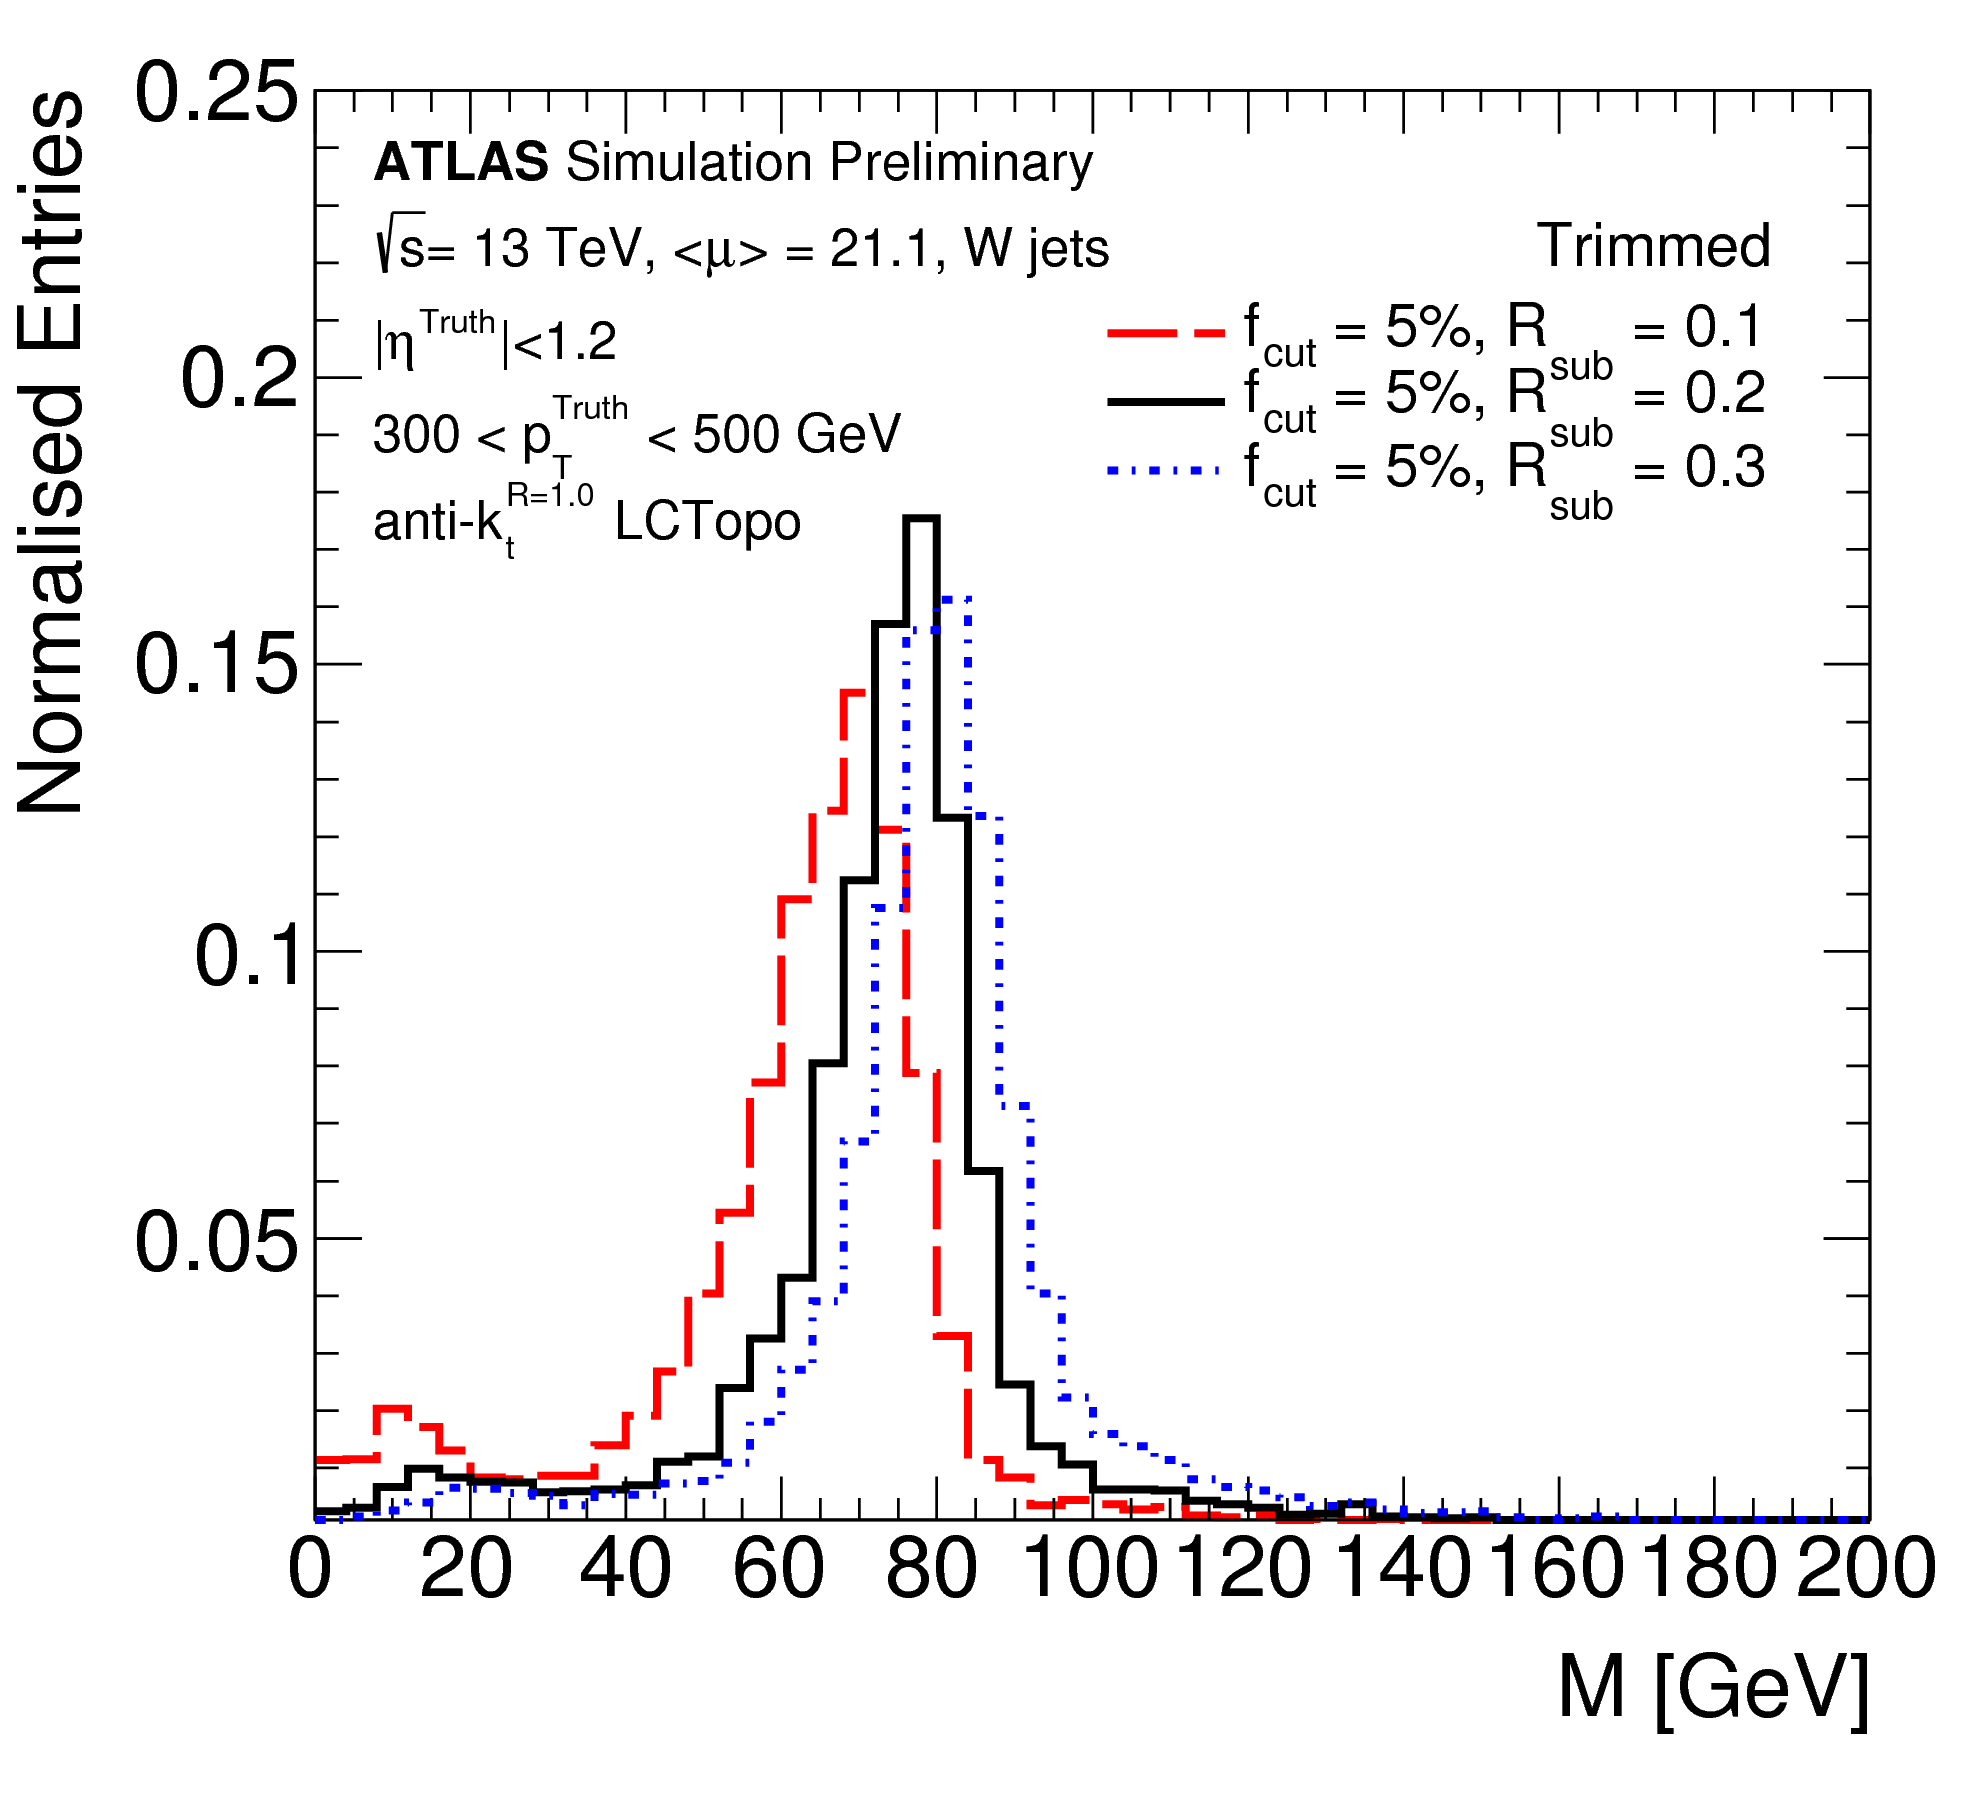 Normalised Entries
0.25
0.2
0.15
0.1
0.05
ATLAS Simulation Preliminary
√s= 13 TeV, <μ> = 21.1, W jets
|η^Truth|<1.2
300 < p_T^Truth < 500 GeV
anti-k_t^R=1.0 LCTopo
Trimmed
f_cut = 5%, R_sub = 0.1
f_cut = 5%, R_sub = 0.2
f_cut = 5%, R_sub = 0.3
0 20 40 60 80 100 120 140 160 180 200
M [GeV]